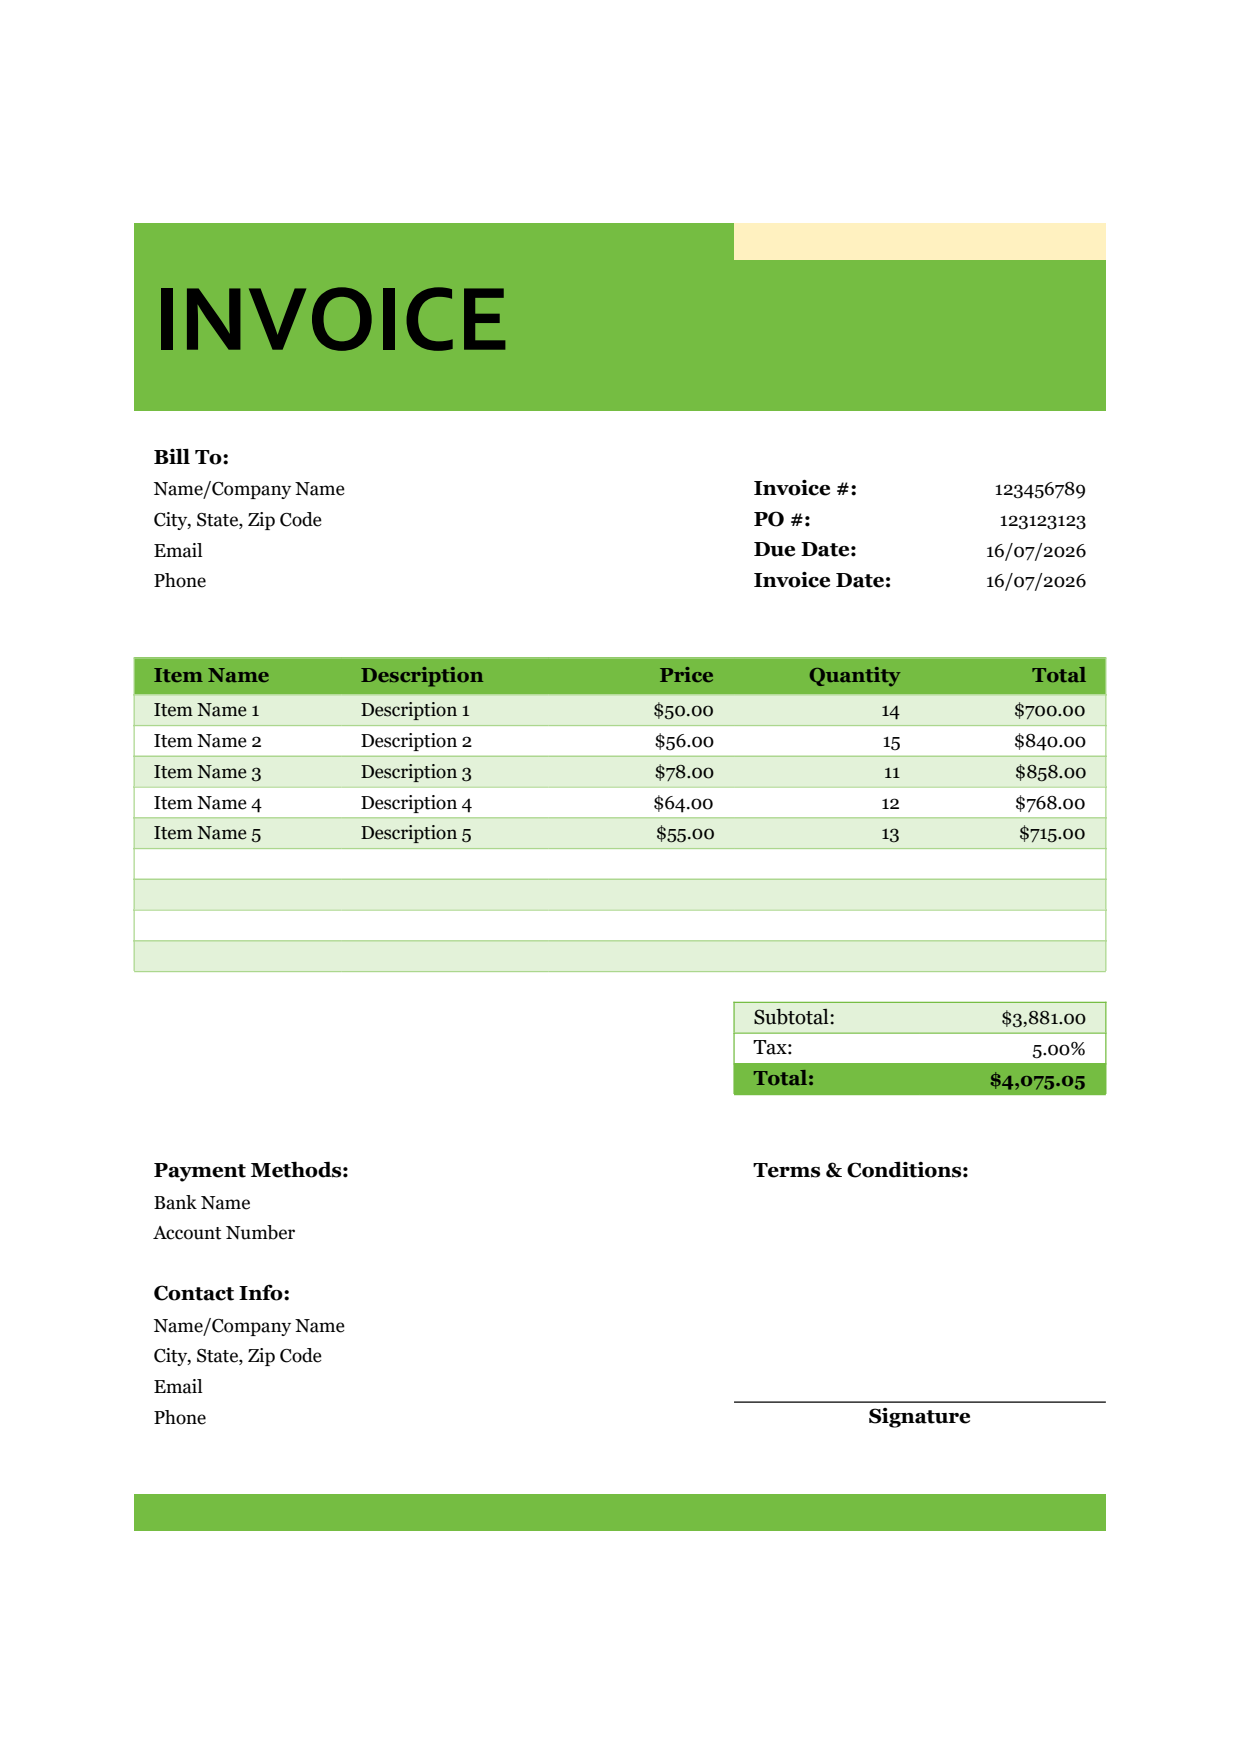 INVOICE
Bill To:
Name/Company Name
Invoice #: 123456789
City, State, Zip Code
PO #: 123123123
Email
Due Date: 16/07/2026
Phone
Invoice Date: 16/07/2026
Item Name Description Price Quantity Total
Item Name 1 Description 1 $50.00 14 $700.00
Item Name 2 Description 2 $56.00 15 $840.00
Item Name 3 Description 3 $78.00 11 $858.00
Item Name 4 Description 4 $64.00 12 $768.00
Item Name 5 Description 5 $55.00 13 $715.00
Subtotal: $3,881.00
Tax: 5.00%
Total: $4,075.05
Payment Methods:
Bank Name
Account Number
Terms & Conditions:
Contact Info:
Name/Company Name
City, State, Zip Code
Email
Phone
Signature